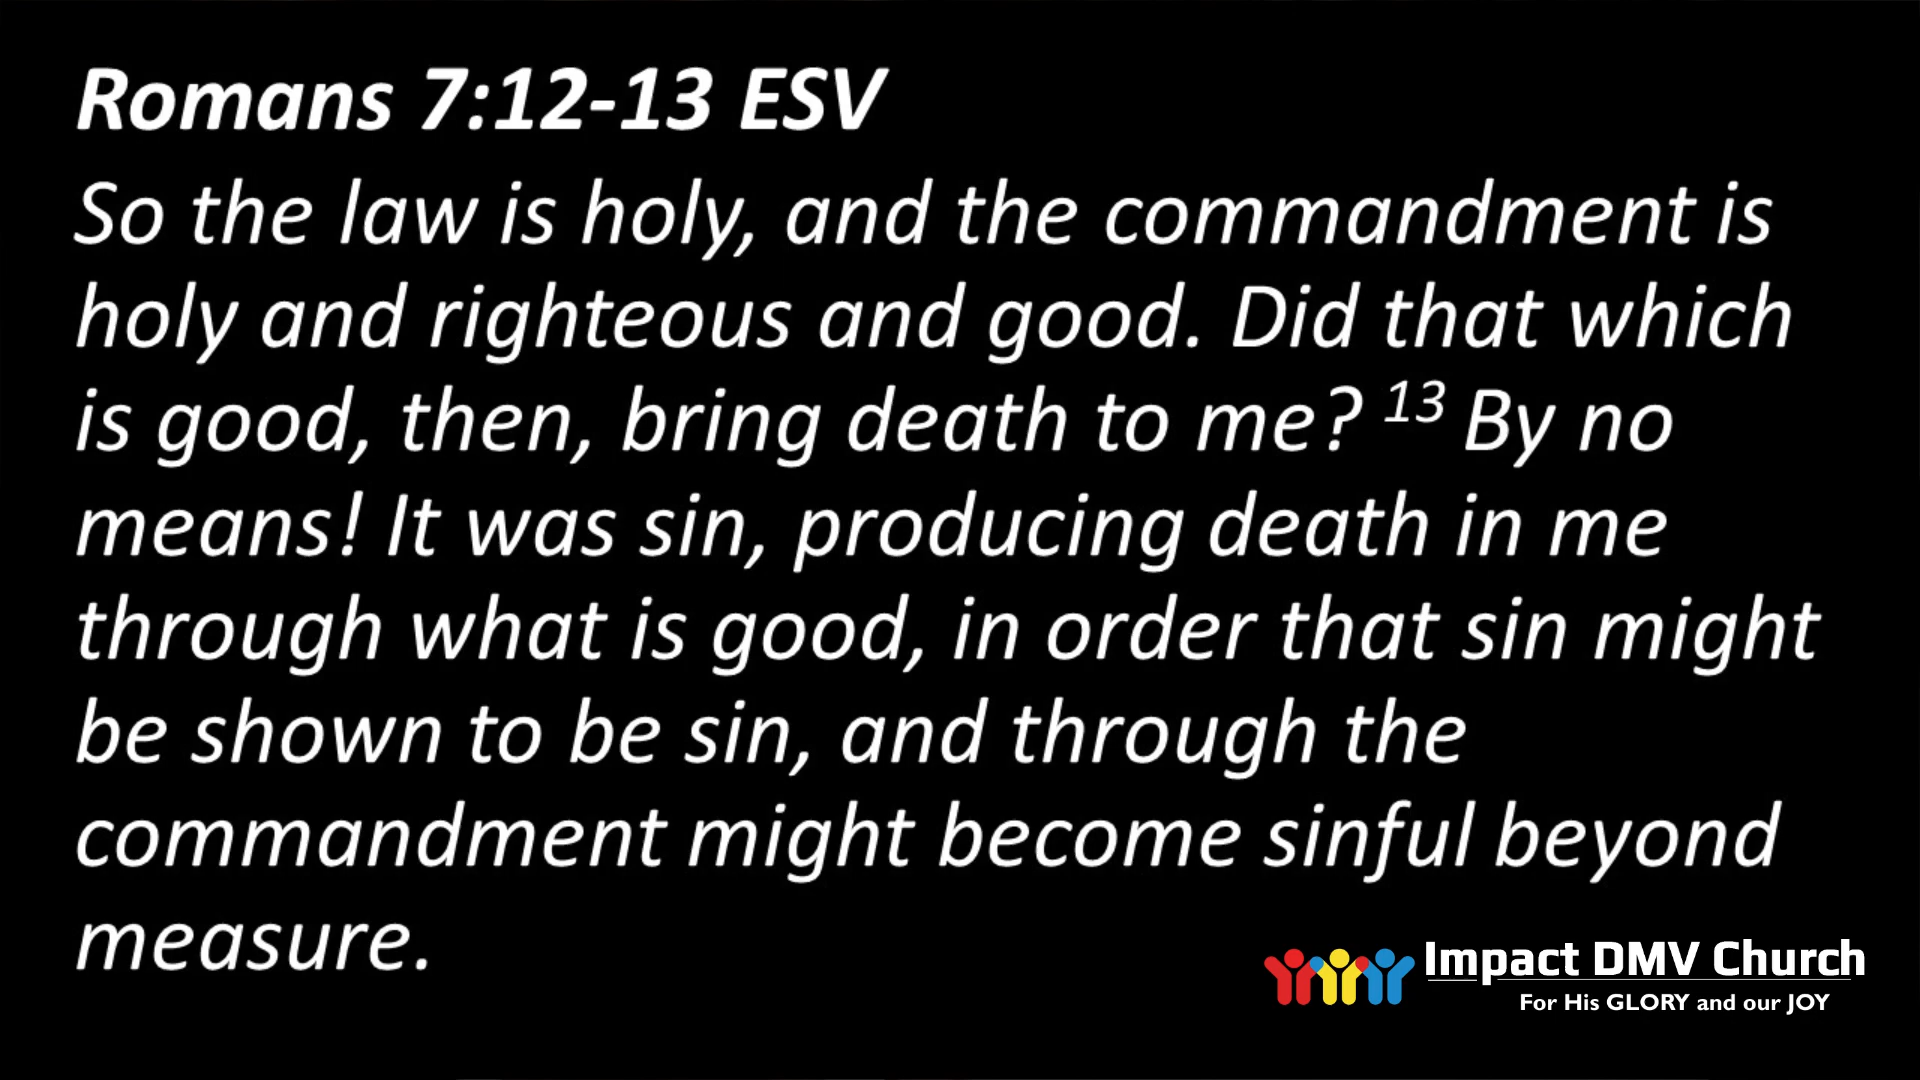 Romans 7:12-13 ESV
So the law is holy, and the commandment is
holy and righteous and good. Did that which
is good, then, bring death to me? 13 By no
means! It was sin, producing death in me
through what is good, in order that sin might
be shown to be sin, and through the
commandment might become sinful beyond
measure.
Impact DMV Church
For His GLORY and our JOY